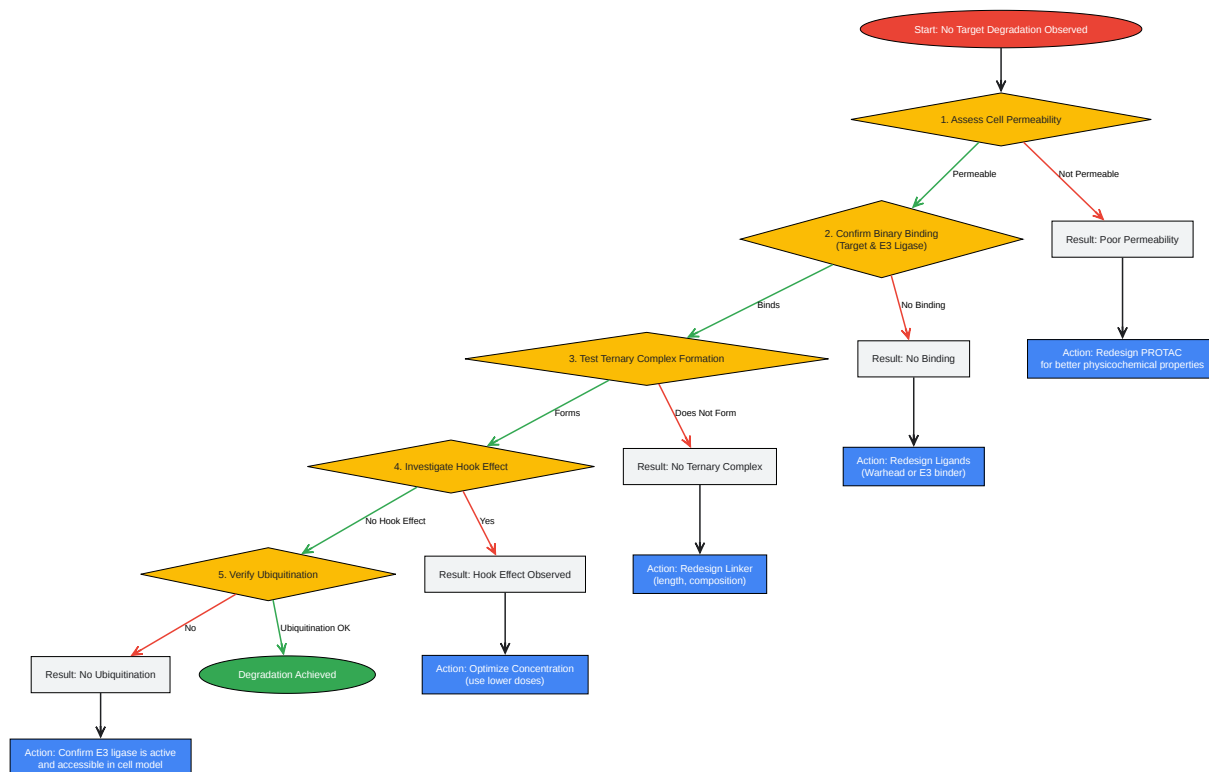 Start: No Target Degradation Observed
1. Assess Cell Permeability
Permeable
Not Permeable
2. Confirm Binary Binding
(Target & E3 Ligase)
Result: Poor Permeability
Binds
No Binding
3. Test Ternary Complex Formation
Result: No Binding
Action: Redesign PROTAC
for better physicochemical properties
Forms
Does Not Form
4. Investigate Hook Effect
Result: No Ternary Complex
Action: Redesign Ligands
(Warhead or E3 binder)
No Hook Effect
Yes
5. Verify Ubiquitination
Result: Hook Effect Observed
Action: Redesign Linker
(length, composition)
No
Ubiquitination OK
Result: No Ubiquitination
Degradation Achieved
Action: Optimize Concentration
(use lower doses)
Action: Confirm E3 ligase is active
and accessible in cell model